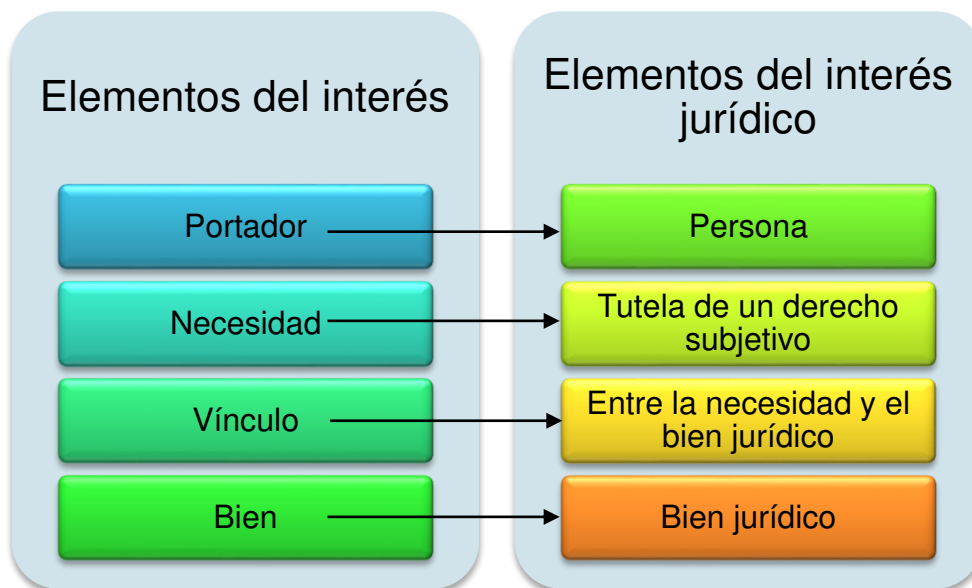 Elementos del interés
Portador
Necesidad
Vínculo
Bien
Elementos del interés
jurídico
Persona
Tutela de un derecho
subjetivo
Entre la necesidad y el
bien jurídico
Bien jurídico